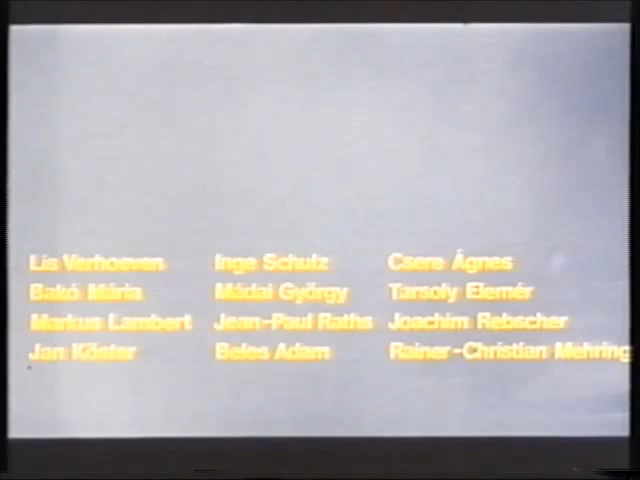 Lis Verhoeven Inge Schulz Csere Ágnes
Bakó Mária Mádai György Tarsoly Elemér
Markus Lambert Jean-Paul Raths Joachim Rebscher
Jan Köster Beles Adam Rainer-Christian Mehring